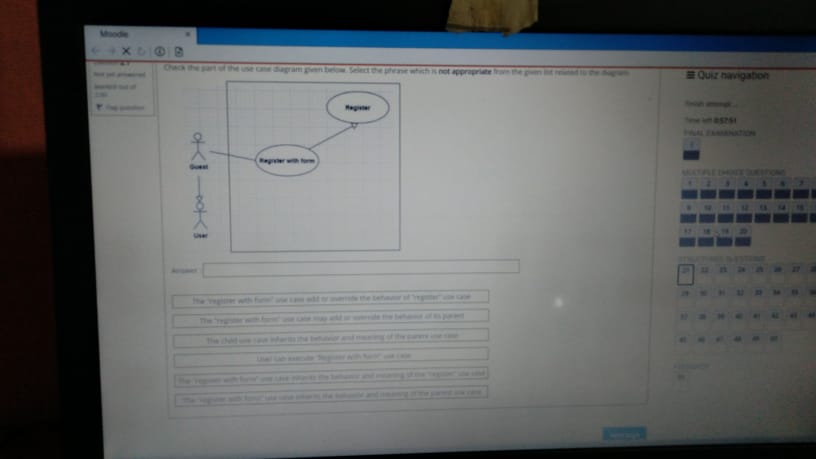 Moodle
Not yet answered
Marked out of
Flag question
Check the part of the use case diagram given below. Select the phrase which is not appropriate from the given list related to the diagram
Register
Register with form
Guest
User
Answer
The "register with form" use case add or override the behavior of "register" use case
The "register with form" use case may add or override the behavior of its parent
The child use case inherits the behavior and meaning of the parent use case
User can execute "Register with form" use case
The "register with form" use case inherits the behavior and meaning of the "register" use case
The "register with form" use case inherits the behavior and meaning of the parent use case
Quiz navigation
Finish attempt ...
Time left 0:57:51
FINAL EXAMINATION
i
MULTIPLE CHOICE QUESTIONS
1 2 3 4 5 6 7
9 10 11 12 13 14 15
17 18 19 20
STRUCTURED QUESTIONS
21 22 23 24 25 26 27
29 30 31 32 33 34 35
37 38 39 40 41 42 43
45 46 47 48 49 50